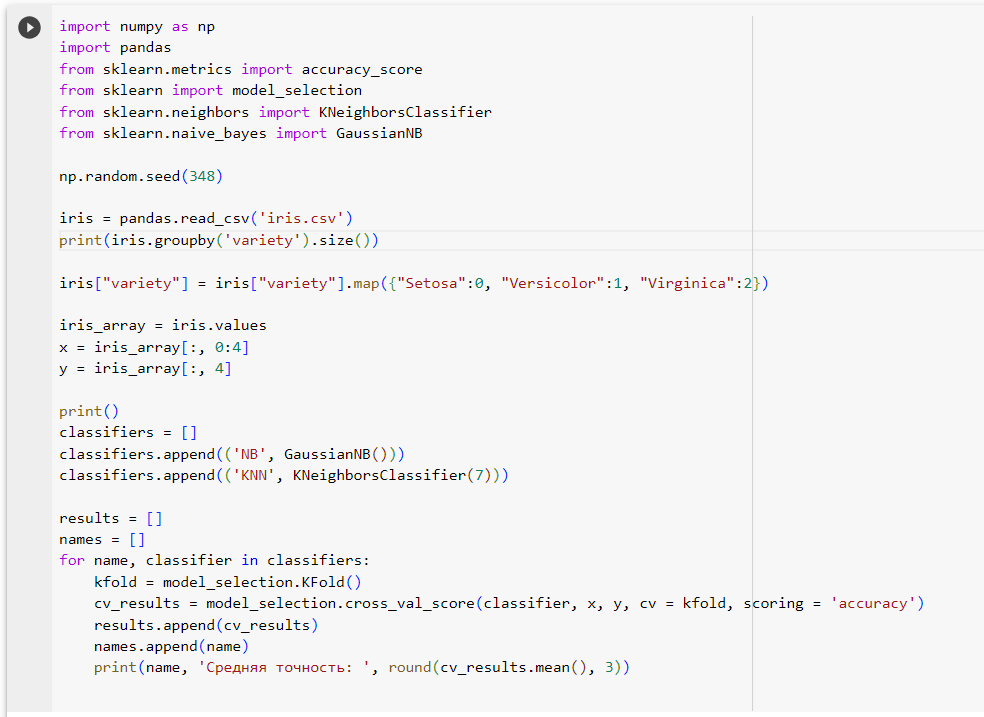 import numpy as np
import pandas
from sklearn.metrics import accuracy_score
from sklearn import model_selection
from sklearn.neighbors import KNeighborsClassifier
from sklearn.naive_bayes import GaussianNB
np.random.seed(348)
iris = pandas.read_csv('iris.csv')
print(iris.groupby('variety').size())
iris["variety"] = iris["variety"].map({"Setosa":0, "Versicolor":1, "Virginica":2})
iris_array = iris.values
x = iris_array[:, 0:4]
y = iris_array[:, 4]
print()
classifiers = []
classifiers.append(('NB', GaussianNB()))
classifiers.append(('KNN', KNeighborsClassifier(7)))
results = []
names = []
for name, classifier in classifiers:
    kfold = model_selection.KFold()
    cv_results = model_selection.cross_val_score(classifier, x, y, cv = kfold, scoring = 'accuracy')
    results.append(cv_results)
    names.append(name)
    print(name, 'Средняя точность: ', round(cv_results.mean(), 3))